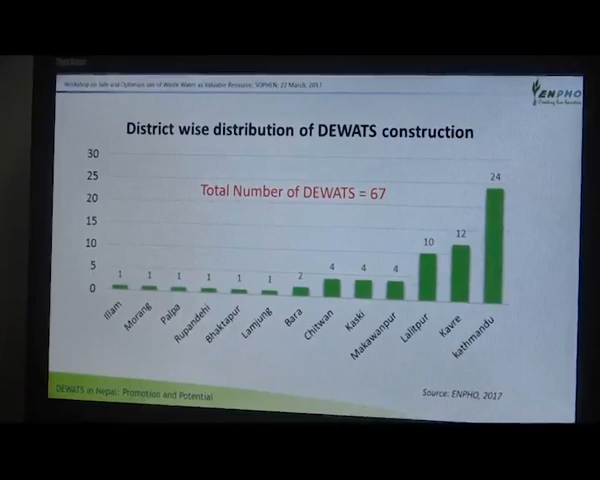 Workshop on Safe and Optimum use of Waste Water as Valuable Resource, SOPHEN, 22 March, 2017
ENPHO
District wise distribution of DEWATS construction
Total Number of DEWATS = 67
30
25
20
15
10
5
0
1
1
1
1
1
1
2
4
4
4
10
12
24
Illam
Morang
Palpa
Rupandehi
Bhaktapur
Lamjung
Bara
Chitwan
Kaski
Makawanpur
Lalitpur
Kavre
kathmandu
DEWATS in Nepal: Promotion and Potential
Source: ENPHO, 2017